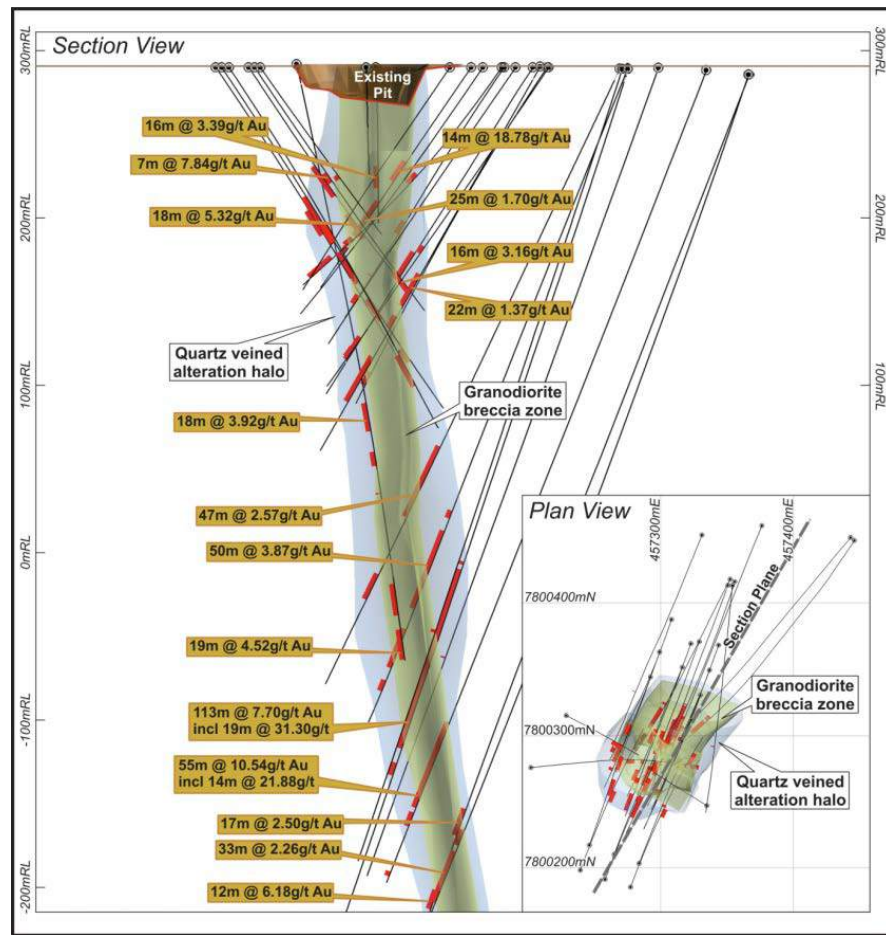 Section View
300mRL
300mRL
Existing
Pit
16m @ 3.39g/t Au
14m @ 18.78g/t Au
7m @ 7.84g/t Au
25m @ 1.70g/t Au
18m @ 5.32g/t Au
200mRL
200mRL
16m @ 3.16g/t Au
22m @ 1.37g/t Au
Quartz veined
alteration halo
100mRL
100mRL
Granodiorite
breccia zone
18m @ 3.92g/t Au
47m @ 2.57g/t Au
50m @ 3.87g/t Au
0mRL
19m @ 4.52g/t Au
113m @ 7.70g/t Au
incl 19m @ 31.30g/t
-100mRL
55m @ 10.54g/t Au
incl 14m @ 21.88g/t
17m @ 2.50g/t Au
33m @ 2.26g/t Au
12m @ 6.18g/t Au
-200mRL
Plan View
457300mE
457400mE
7800400mN
Section Plane
Granodiorite
breccia zone
7800300mN
Quartz veined
alteration halo
7800200mN